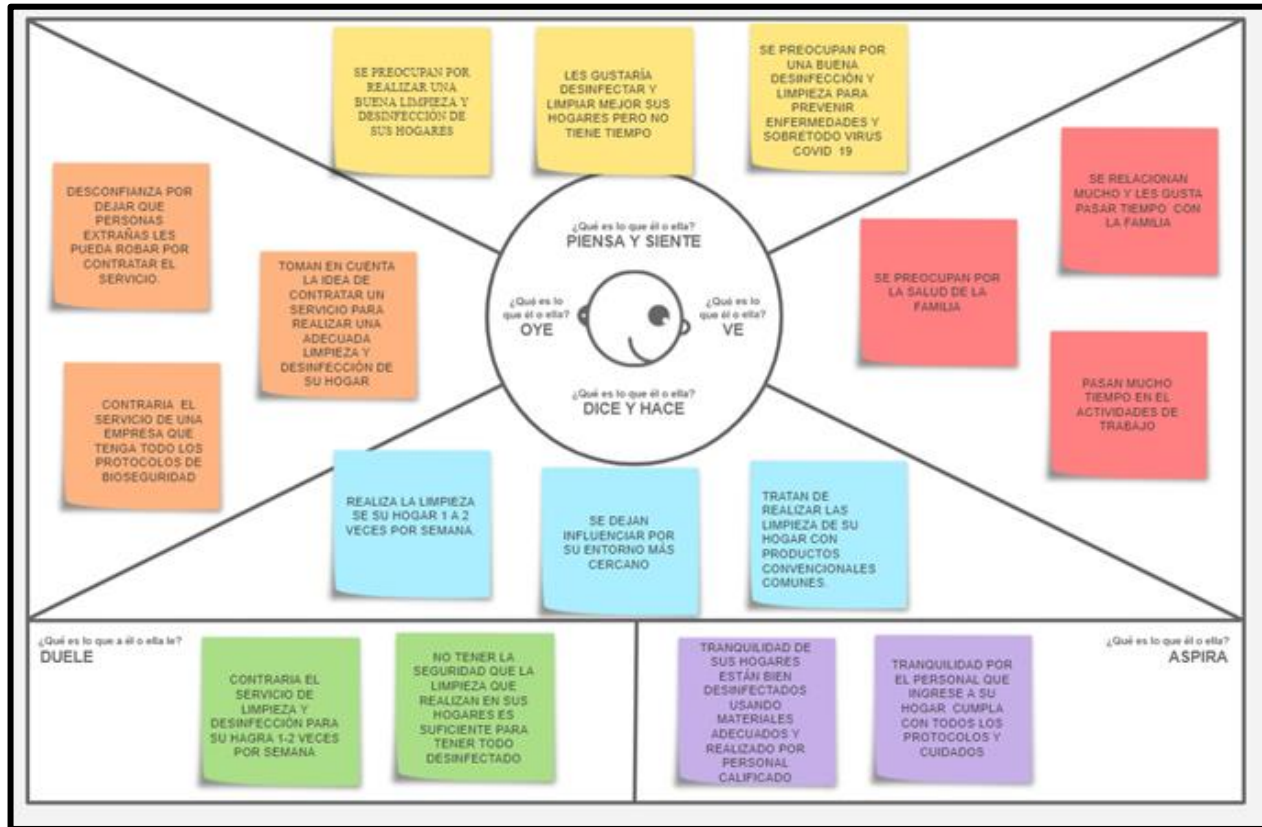 SE PREOCUPAN POR
REALIZAR UNA
BUENA LIMPIEZA Y
DESINFECCIÓN DE
SUS HOGARES
LES GUSTARÍA
DESINFECTAR Y
LIMPIAR MEJOR SUS
HOGARES PERO NO
TIENE TIEMPO
SE PREOCUPAN POR
UNA BUENA
DESINFECCIÓN Y
LIMPIEZA PARA
PREVENIR
ENFERMEDADES Y
SOBRETODO VIRUS
COVID 19
DESCONFIANZA POR
DEJAR QUE
PERSONAS
EXTRAÑAS LES
PUEDA ROBAR POR
CONTRATAR EL
SERVICIO.
TOMAN EN CUENTA
LA IDEA DE
CONTRATAR UN
SERVICIO PARA
REALIZAR UNA
ADECUADA
LIMPIEZA Y
DESINFECCIÓN DE
SU HOGAR
CONTRARIA EL
SERVICIO DE UNA
EMPRESA QUE
TENGA TODO LOS
PROTOCOLOS DE
BIOSEGURIDAD
¿Qué es lo que él o ella?
PIENSA Y SIENTE
¿Qué es lo
que él o ella?
OYE
¿Qué es lo
que él o ella?
VE
¿Qué es lo que él o ella?
DICE Y HACE
SE RELACIONAN
MUCHO Y LES GUSTA
PASAR TIEMPO CON
LA FAMILIA
SE PREOCUPAN POR
LA SALUD DE LA
FAMILIA
PASAN MUCHO
TIEMPO EN EL
ACTIVIDADES DE
TRABAJO
REALIZA LA LIMPIEZA
SE SU HOGAR 1 A 2
VECES POR SEMANA.
SE DEJAN
INFLUENCIAR POR
SU ENTORNO MÁS
CERCANO
TRATAN DE
REALIZAR LAS
LIMPIEZA DE SU
HOGAR CON
PRODUCTOS
CONVENCIONALES
COMUNES.
¿Qué es lo que a él o ella le?
DUELE
CONTRARIA EL
SERVICIO DE
LIMPIEZA Y
DESINFECCIÓN PARA
SU HAGRA 1-2 VECES
POR SEMANA
NO TENER LA
SEGURIDAD QUE LA
LIMPIEZA QUE
REALIZAN EN SUS
HOGARES ES
SUFICIENTE PARA
TENER TODO
DESINFECTADO
¿Qué es lo que él o ella?
ASPIRA
TRANQUILIDAD DE
SUS HOGARES
ESTÁN BIEN
DESINFECTADOS
USANDO
MATERIALES
ADECUADOS Y
REALIZADO POR
PERSONAL
CALIFICADO
TRANQUILIDAD POR
EL PERSONAL QUE
INGRESE A SU
HOGAR CUMPLA
CON TODOS LOS
PROTOCOLOS Y
CUIDADOS